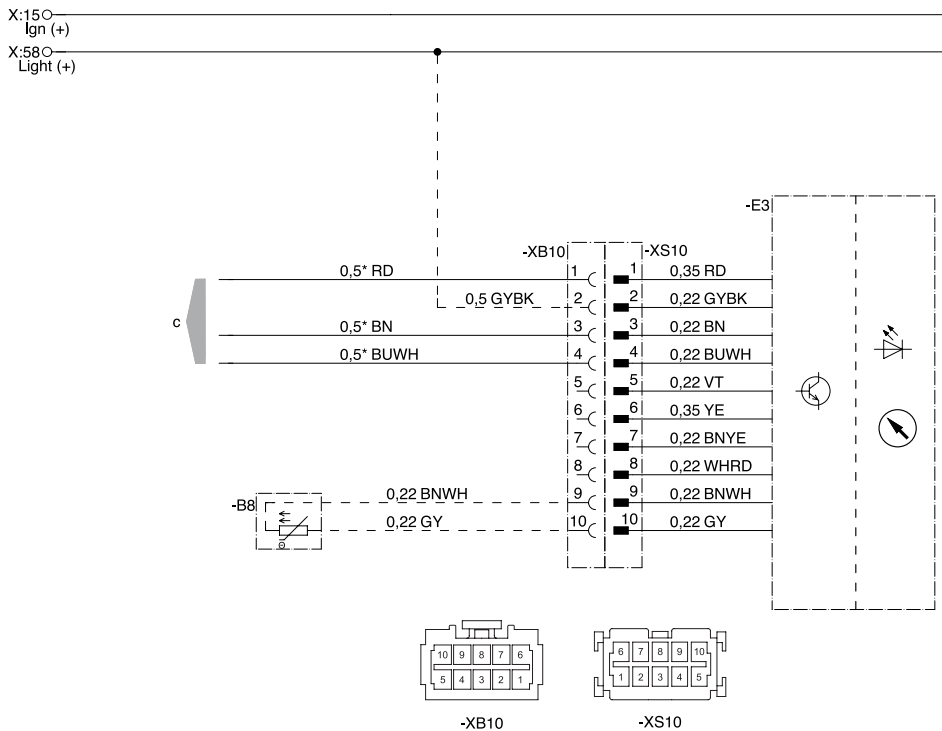 X:15
Ign (+)
X:58
Light (+)
-E3
-XB10
-XS10
0,5* RD
1
1
0,35 RD
0,5 GYBK
2
2
0,22 GYBK
c
0,5* BN
3
3
0,22 BN
0,5* BUWH
4
4
0,22 BUWH
5
5
0,22 VT
6
6
0,35 YE
7
7
0,22 BNYE
8
8
0,22 WHRD
-B8
0,22 BNWH
9
9
0,22 BNWH
0,22 GY
10
10
0,22 GY
10 9 8 7 6
5 4 3 2 1
-XB10
6 7 8 9 10
1 2 3 4 5
-XS10